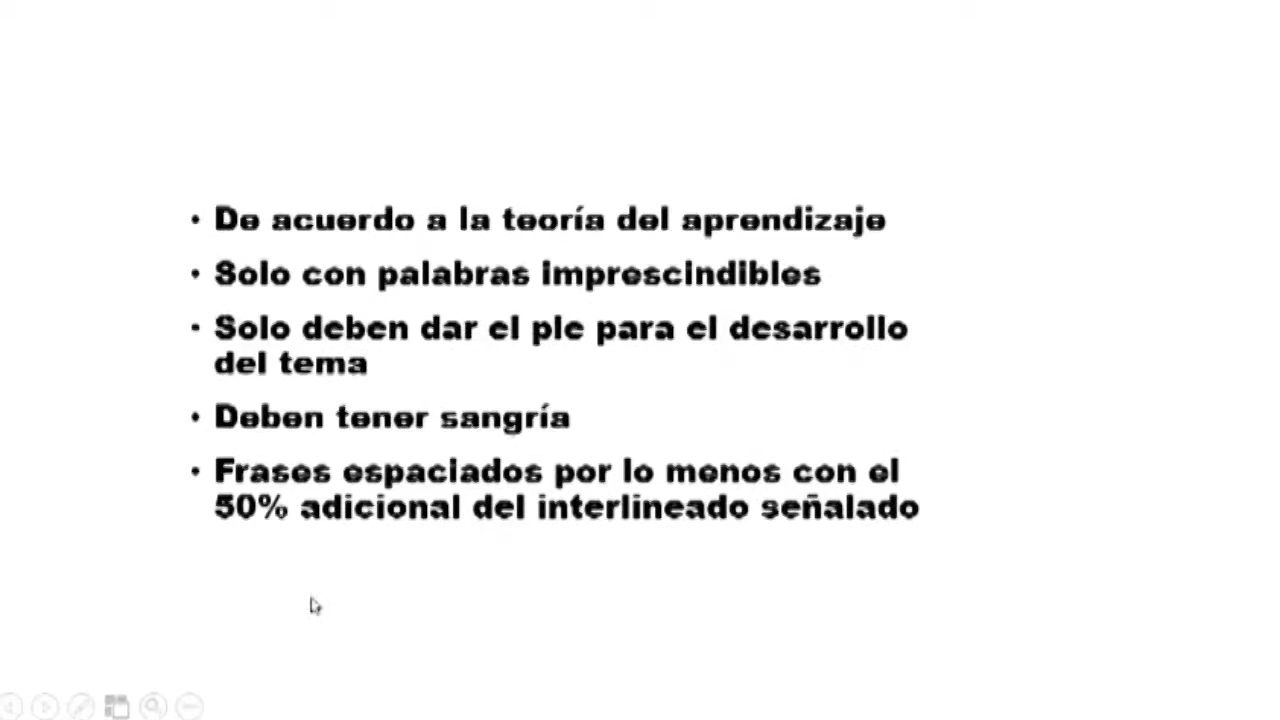 • De acuerdo a la teoría del aprendizaje
• Solo con palabras imprescindibles
• Solo deben dar el pie para el desarrollo
del tema
• Deben tener sangría
• Frases espaciados por lo menos con el
50% adicional del interlineado señalado